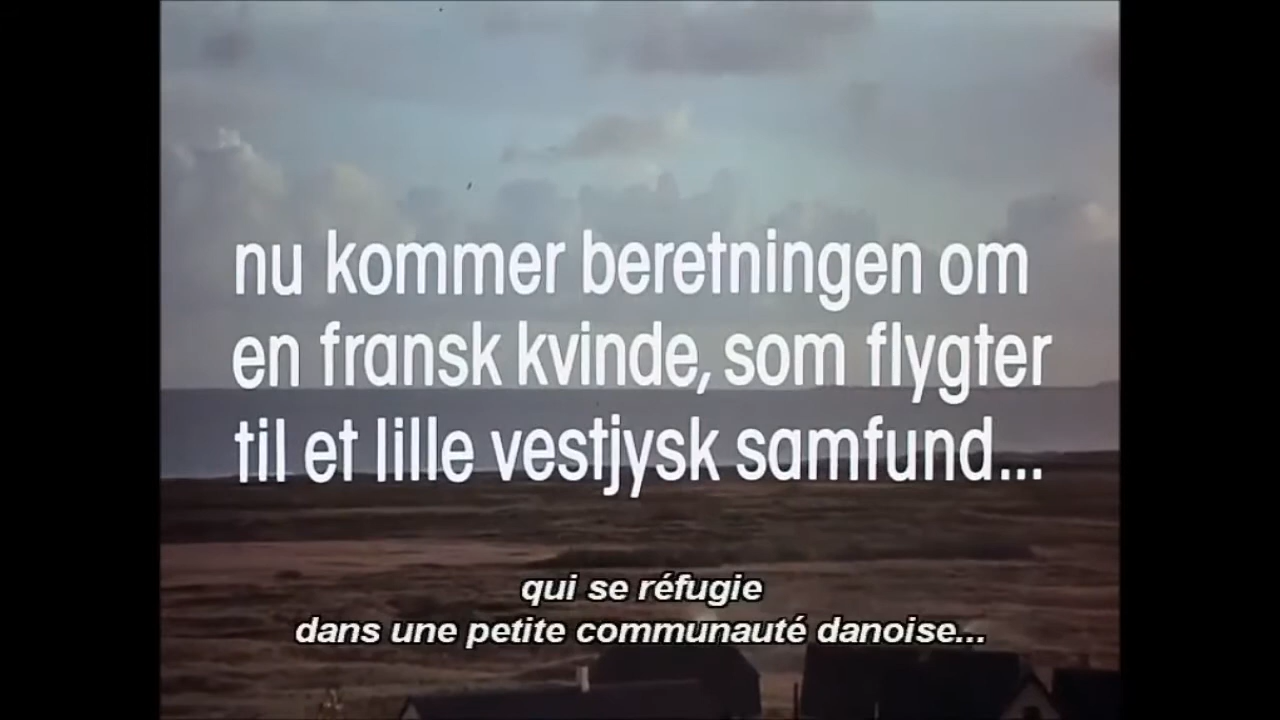 nu kommer beretningen om
en fransk kvinde, som flygter
til et lille vestjysk samfund...
qui se réfugie
dans une petite communauté danoise...